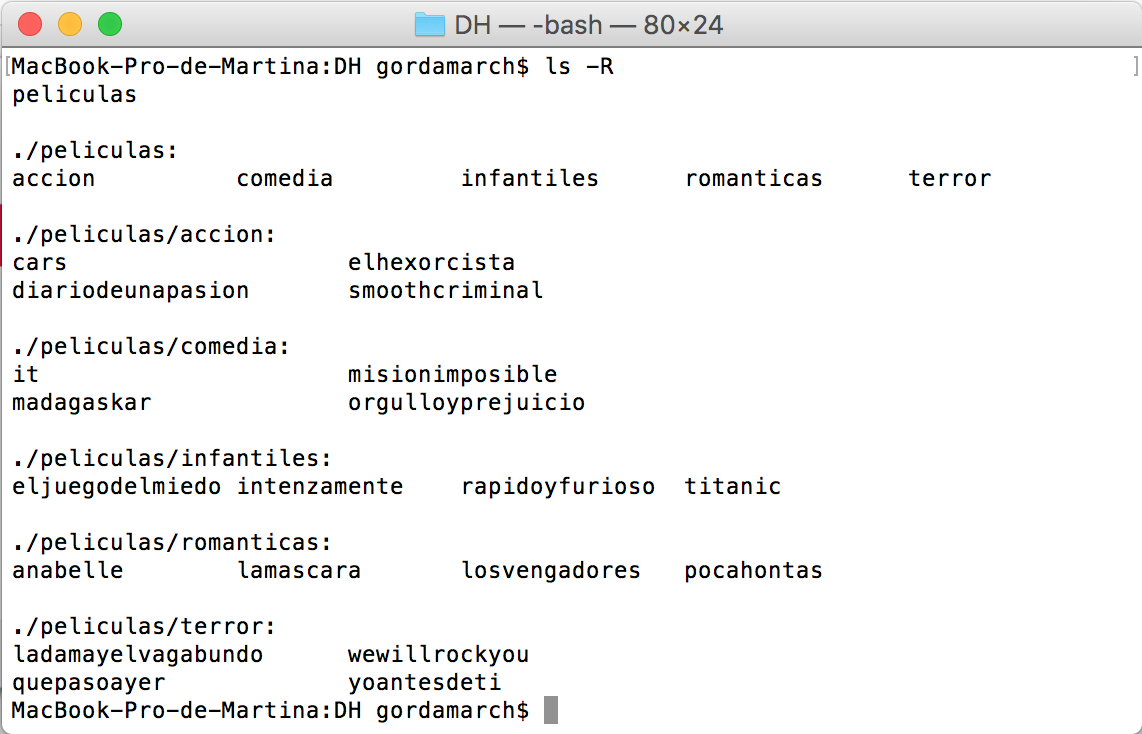 DH — -bash — 80×24
[MacBook-Pro-de-Martina:DH gordamarch$ ls -R ]
peliculas
./peliculas:
accion comedia infantiles romanticas terror
./peliculas/accion:
cars elhexorcista
diariodeunapasion smoothcriminal
./peliculas/comedia:
it misionimposible
madagaskar orgulloyprejuicio
./peliculas/infantiles:
eljuegodelmiedo intenzamente rapidoyfurioso titanic
./peliculas/romanticas:
anabelle lamascara losvengadores pocahontas
./peliculas/terror:
ladamayelvagabundo wewillrockyou
quepasoayer yoantesdeti
MacBook-Pro-de-Martina:DH gordamarch$